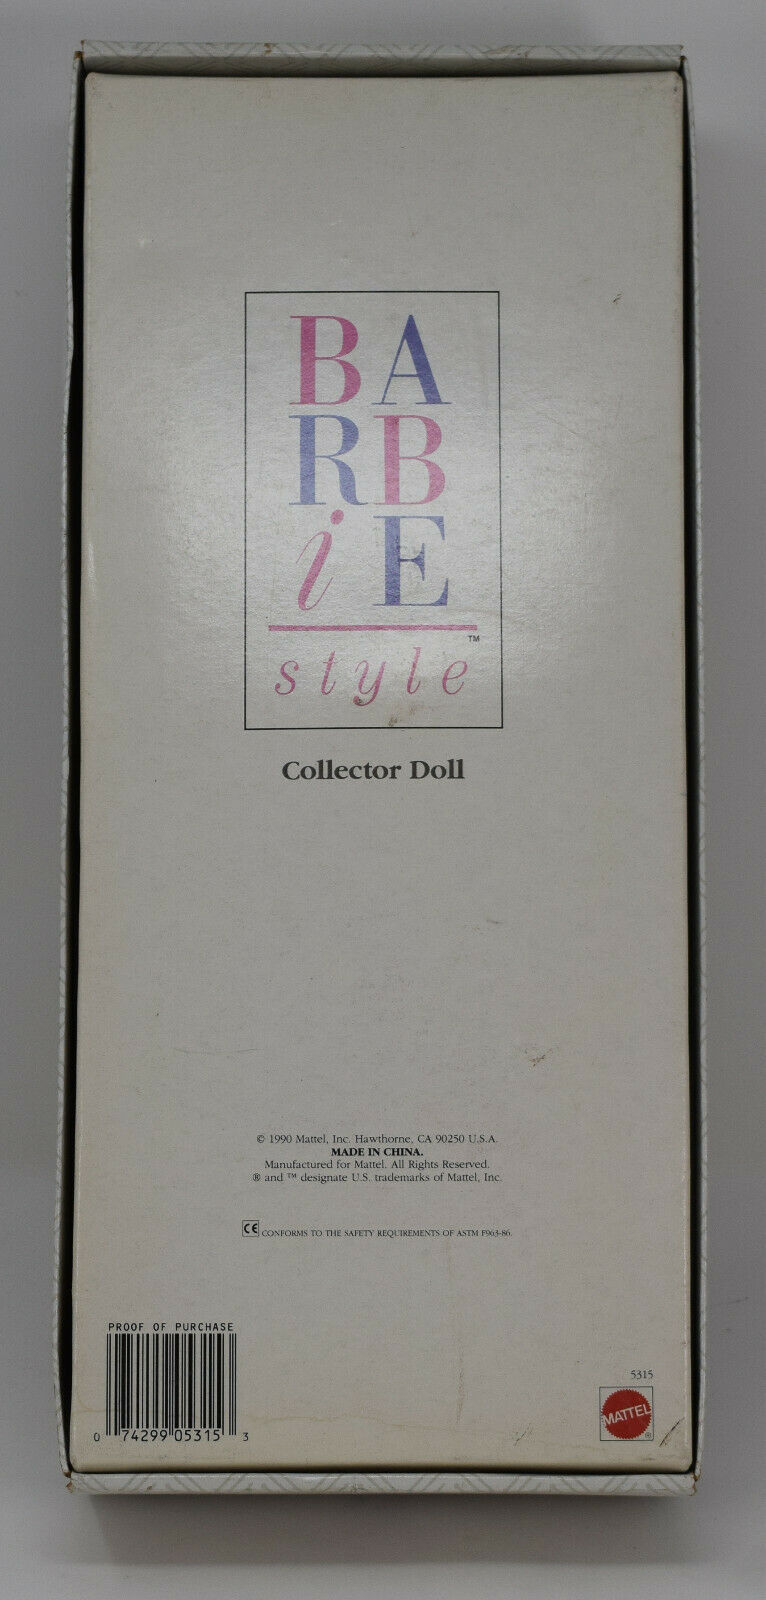 BA
RB
iE
™
style
Collector Doll
© 1990 Mattel, Inc. Hawthorne, CA 90250 U.S.A.
MADE IN CHINA.
Manufactured for Mattel. All Rights Reserved.
® and ™ designate U.S. trademarks of Mattel, Inc.
CE CONFORMS TO THE SAFETY REQUIREMENTS OF ASTM F963-86.
PROOF OF PURCHASE
0 74299 05315 3
5315
MATTEL
®